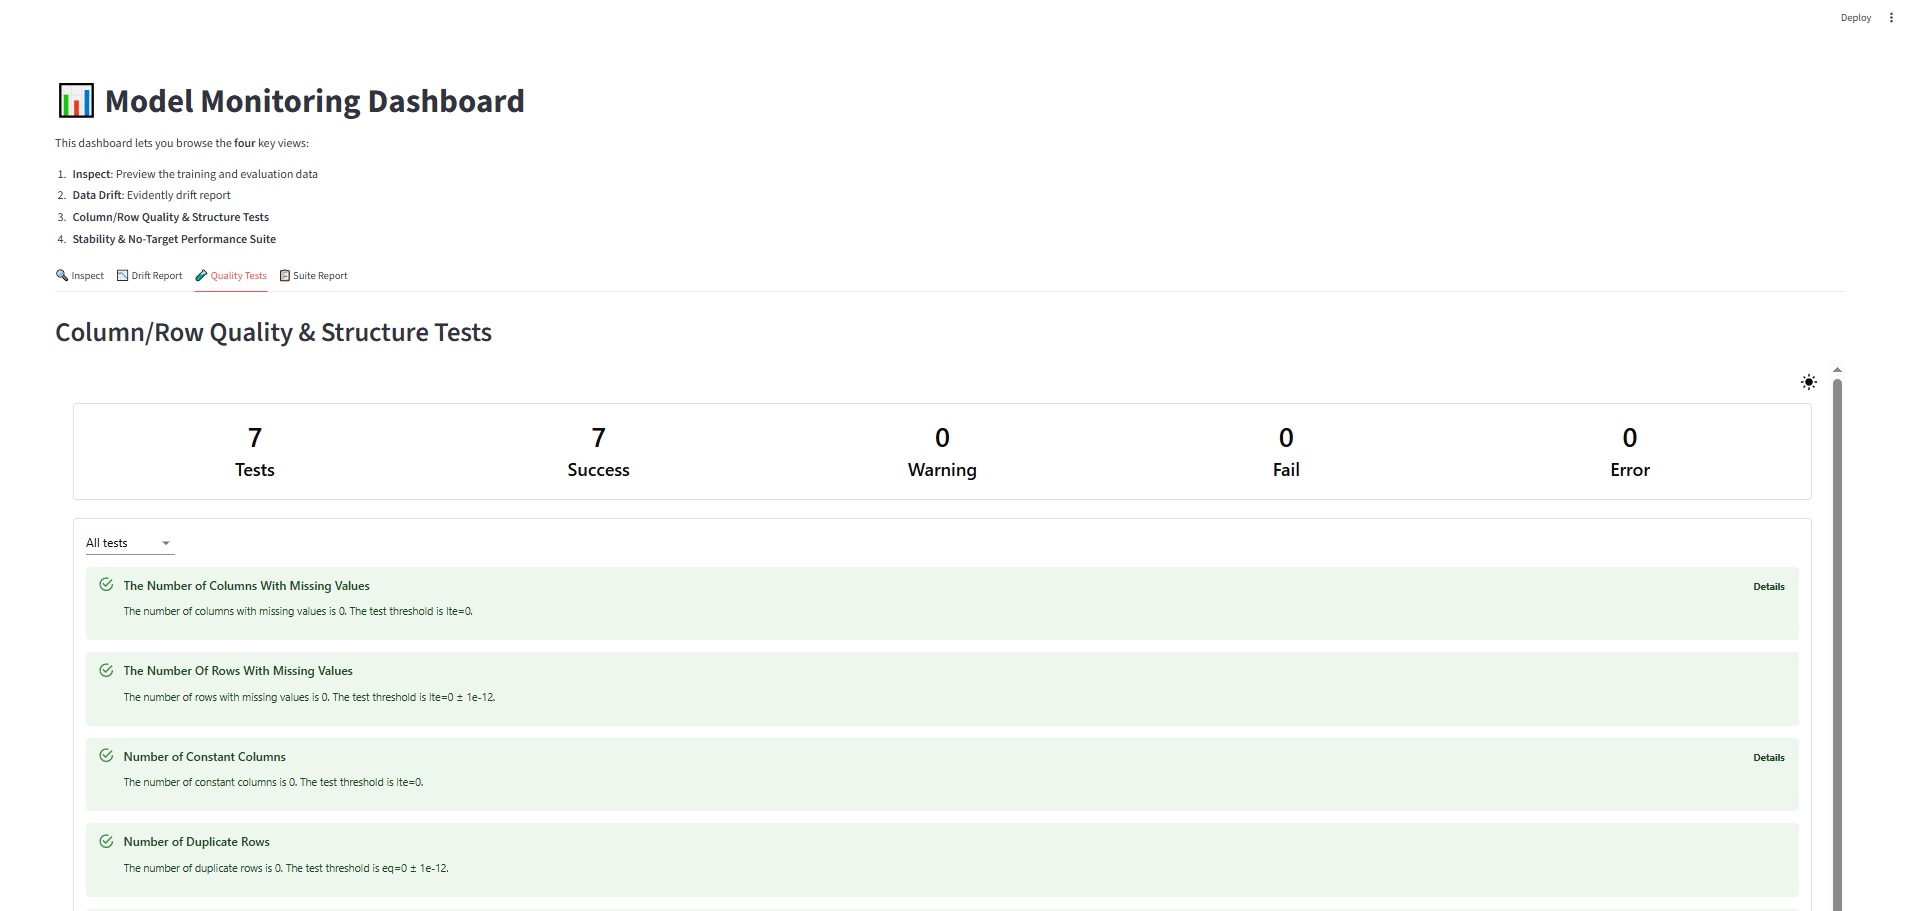 Deploy
Model Monitoring Dashboard
This dashboard lets you browse the four key views:
1. Inspect: Preview the training and evaluation data
2. Data Drift: Evidently drift report
3. Column/Row Quality & Structure Tests
4. Stability & No-Target Performance Suite
Inspect Drift Report Quality Tests Suite Report
Column/Row Quality & Structure Tests
7 7 0 0 0
Tests Success Warning Fail Error
All tests
The Number of Columns With Missing Values Details
The number of columns with missing values is 0. The test threshold is lte=0.
The Number Of Rows With Missing Values
The number of rows with missing values is 0. The test threshold is lte=0 ± 1e-12.
Number of Constant Columns Details
The number of constant columns is 0. The test threshold is lte=0.
Number of Duplicate Rows
The number of duplicate rows is 0. The test threshold is eq=0 ± 1e-12.